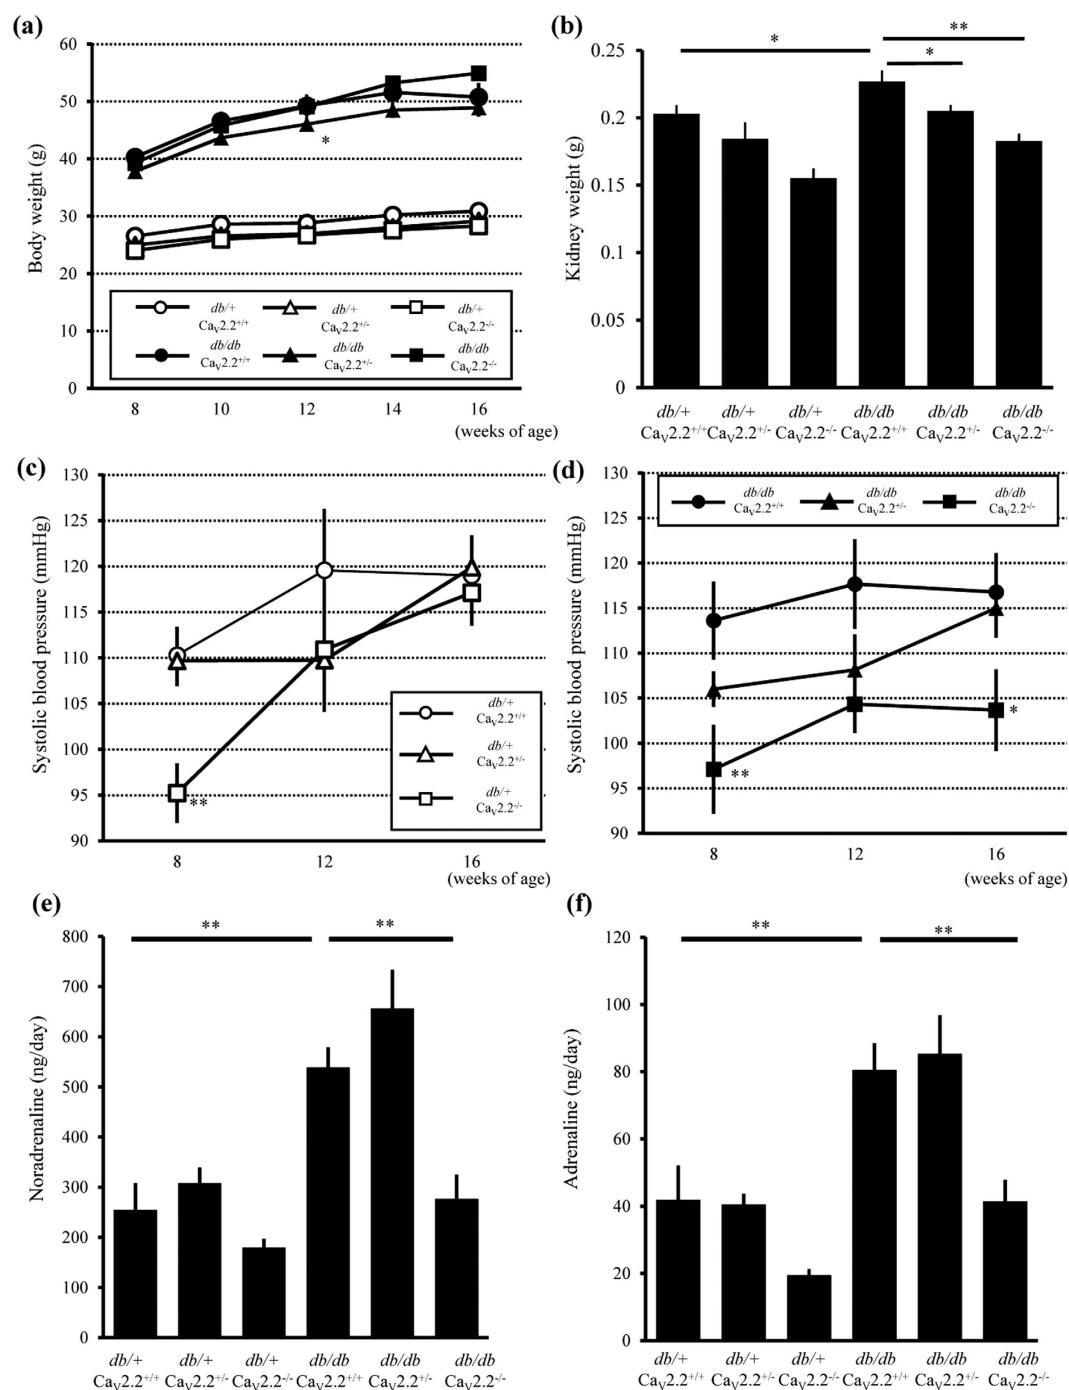 (a)
60
50
40
30
20
10
0
Body weight (g)
*
db/+ db/+ db/+
Cav2.2+/+ Cav2.2+/- Cav2.2-/-
db/db db/db db/db
Cav2.2+/+ Cav2.2+/- Cav2.2-/-
8 10 12 14 16
(weeks of age)
(b)
0.25
0.2
0.15
0.1
0.05
0
Kidney weight (g)
**
* *
db/+ db/+ db/+ db/db db/db db/db
Cav2.2+/+ Cav2.2+/- Cav2.2-/- Cav2.2+/+ Cav2.2+/- Cav2.2-/-
(c)
130
125
120
115
110
105
100
95
90
Systolic blood pressure (mmHg)
**
db/+
Cav2.2+/+
db/+
Cav2.2+/-
db/+
Cav2.2-/-
8 12 16
(weeks of age)
(d)
130
125
120
115
110
105
100
95
90
Systolic blood pressure (mmHg)
db/db db/db db/db
Cav2.2+/+ Cav2.2+/- Cav2.2-/-
*
**
8 12 16
(weeks of age)
(e)
800
700
600
500
400
300
200
100
0
Noradrenaline (ng/day)
** **
db/+ db/+ db/+ db/db db/db db/db
Cav2.2+/+ Cav2.2+/- Cav2.2-/- Cav2.2+/+ Cav2.2+/- Cav2.2-/-
(f)
120
100
80
60
40
20
0
Adrenaline (ng/day)
** **
db/+ db/+ db/+ db/db db/db db/db
Cav2.2+/+ Cav2.2+/- Cav2.2-/- Cav2.2+/+ Cav2.2+/- Cav2.2-/-